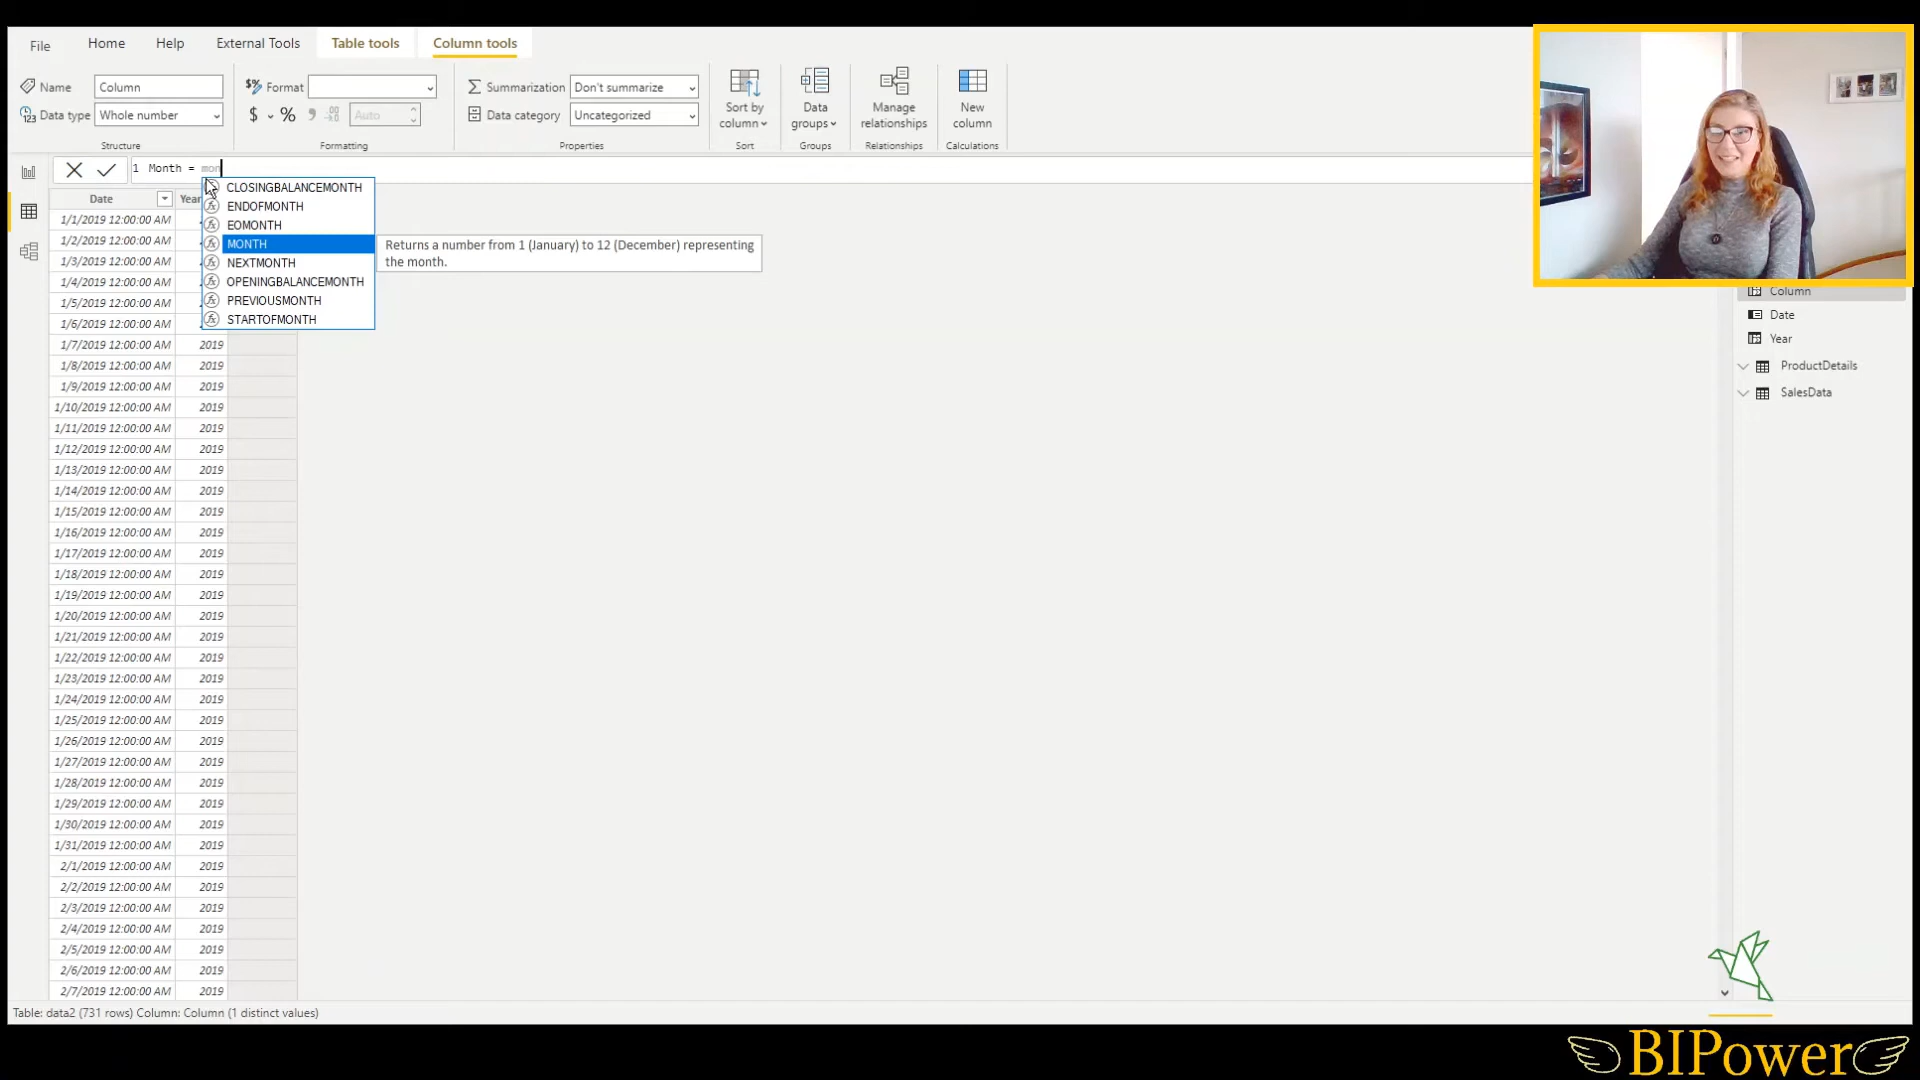 File Home Help External Tools Table tools Column tools
Name Column
Data type Whole number
Structure
Format
$ % Auto
Formatting
Summarization Don't summarize
Data category Uncategorized
Properties
Sort by
column
Sort
Data
groups
Groups
Manage
relationships
Relationships
New
column
Calculations
1 Month = mon
CLOSINGBALANCEMONTH
ENDOFMONTH
EOMONTH
MONTH
NEXTMONTH
OPENINGBALANCEMONTH
PREVIOUSMONTH
STARTOFMONTH
Returns a number from 1 (January) to 12 (December) representing
the month.
Date Year
1/1/2019 12:00:00 AM
1/2/2019 12:00:00 AM
1/3/2019 12:00:00 AM
1/4/2019 12:00:00 AM
1/5/2019 12:00:00 AM
1/6/2019 12:00:00 AM
1/7/2019 12:00:00 AM 2019
1/8/2019 12:00:00 AM 2019
1/9/2019 12:00:00 AM 2019
1/10/2019 12:00:00 AM 2019
1/11/2019 12:00:00 AM 2019
1/12/2019 12:00:00 AM 2019
1/13/2019 12:00:00 AM 2019
1/14/2019 12:00:00 AM 2019
1/15/2019 12:00:00 AM 2019
1/16/2019 12:00:00 AM 2019
1/17/2019 12:00:00 AM 2019
1/18/2019 12:00:00 AM 2019
1/19/2019 12:00:00 AM 2019
1/20/2019 12:00:00 AM 2019
1/21/2019 12:00:00 AM 2019
1/22/2019 12:00:00 AM 2019
1/23/2019 12:00:00 AM 2019
1/24/2019 12:00:00 AM 2019
1/25/2019 12:00:00 AM 2019
1/26/2019 12:00:00 AM 2019
1/27/2019 12:00:00 AM 2019
1/28/2019 12:00:00 AM 2019
1/29/2019 12:00:00 AM 2019
1/30/2019 12:00:00 AM 2019
1/31/2019 12:00:00 AM 2019
2/1/2019 12:00:00 AM 2019
2/2/2019 12:00:00 AM 2019
2/3/2019 12:00:00 AM 2019
2/4/2019 12:00:00 AM 2019
2/5/2019 12:00:00 AM 2019
2/6/2019 12:00:00 AM 2019
2/7/2019 12:00:00 AM 2019
Column
Date
Year
ProductDetails
SalesData
Table: data2 (731 rows) Column: Column (1 distinct values)
BIPower